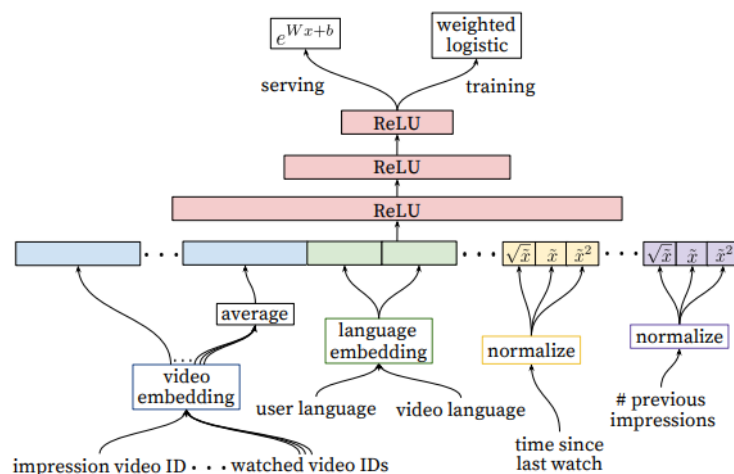 e^{Wx+b}
weighted
logistic
serving
training
ReLU
ReLU
ReLU
...
...
...
√x̃ x̃ x̃²
√x̃ x̃ x̃²
average
...
video
embedding
language
embedding
normalize
normalize
user language
video language
# previous
impressions
impression video ID ... watched video IDs
time since
last watch